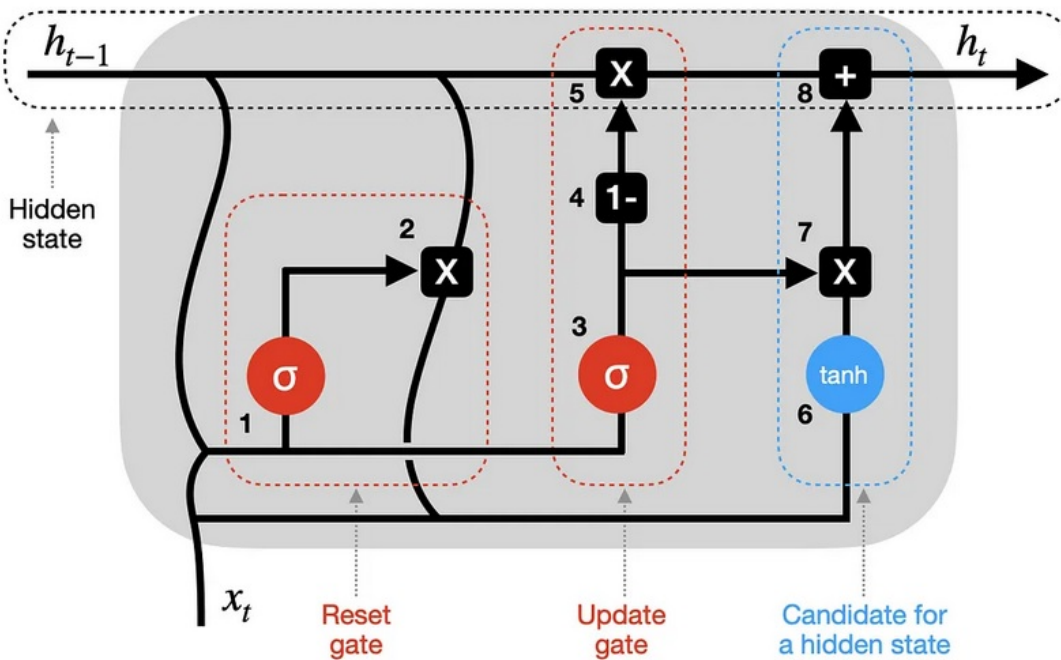 h_{t-1}
h_t
X
+
5
8
Hidden
state
4
1-
2
7
X
X
3
σ
σ
tanh
1
6
x_t
Reset
gate
Update
gate
Candidate for
a hidden state